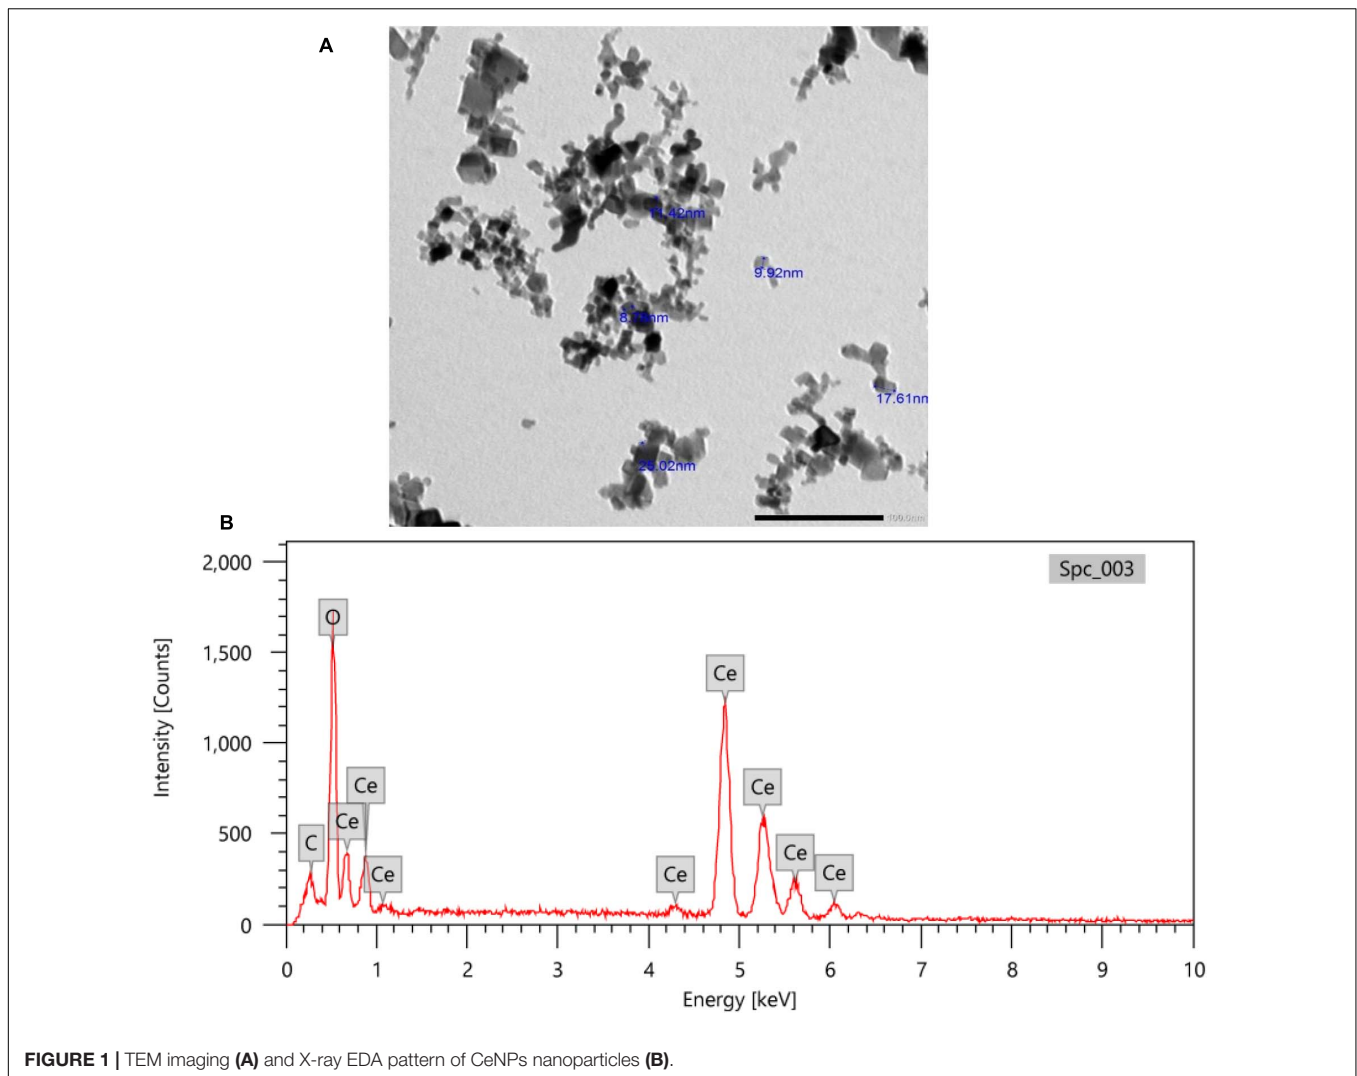 A
11.42nm
9.92nm
17.61nm
B
2,000
1,500
1,000
500
0
Intensity [Counts]
Spc_003
O
Ce
Ce
C
Ce
Ce
Ce
Ce
Ce
Ce
0 1 2 3 4 5 6 7 8 9 10
Energy [keV]
FIGURE 1 | TEM imaging (A) and X-ray EDA pattern of CeNPs nanoparticles (B).